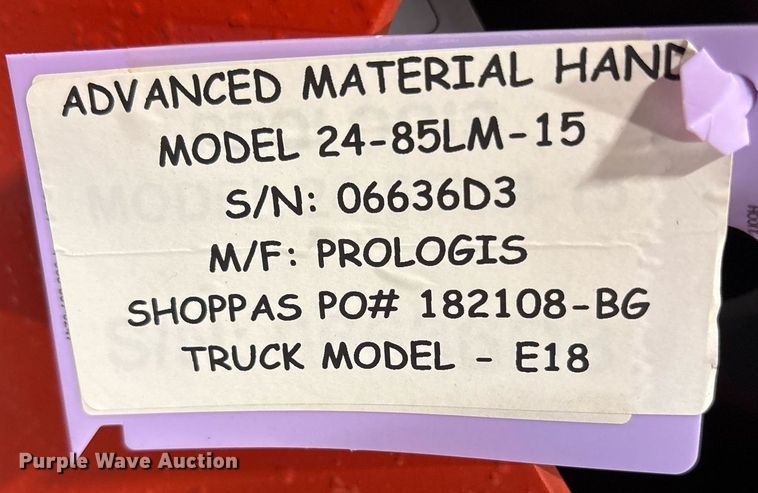 ADVANCED MATERIAL HAND
MODEL 24-85LM-15
S/N: 06636D3
M/F: PROLOGIS
SHOPPAS PO# 182108-BG
TRUCK MODEL - E18
Purple Wave Auction